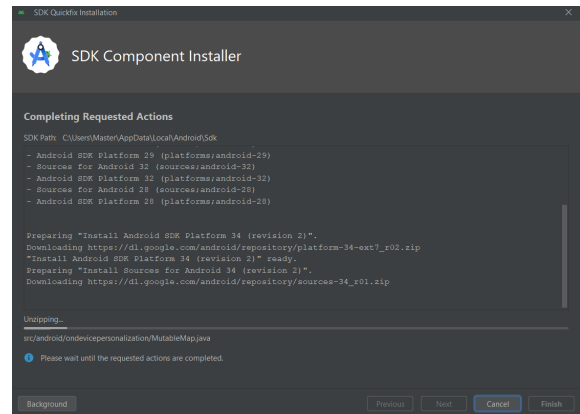 SDK Quickfix Installation
SDK Component Installer
Completing Requested Actions
SDK Path: C:\Users\Master\AppData\Local\Android\Sdk
- Android SDK Platform 29 (platforms;android-29)
- Sources for Android 32 (sources;android-32)
- Android SDK Platform 32 (platforms;android-32)
- Sources for Android 28 (sources;android-28)
- Android SDK Platform 28 (platforms;android-28)
Preparing "Install Android SDK Platform 34 (revision 2)".
Downloading https://dl.google.com/android/repository/platform-34-ext7_r02.zip
"Install Android SDK Platform 34 (revision 2)" ready.
Preparing "Install Sources for Android 34 (revision 2)".
Downloading https://dl.google.com/android/repository/sources-34_r01.zip
Unzipping...
src/android/ondevicepersonalization/MutableMap.java
Please wait until the requested actions are completed.
Background
Previous
Next
Cancel
Finish